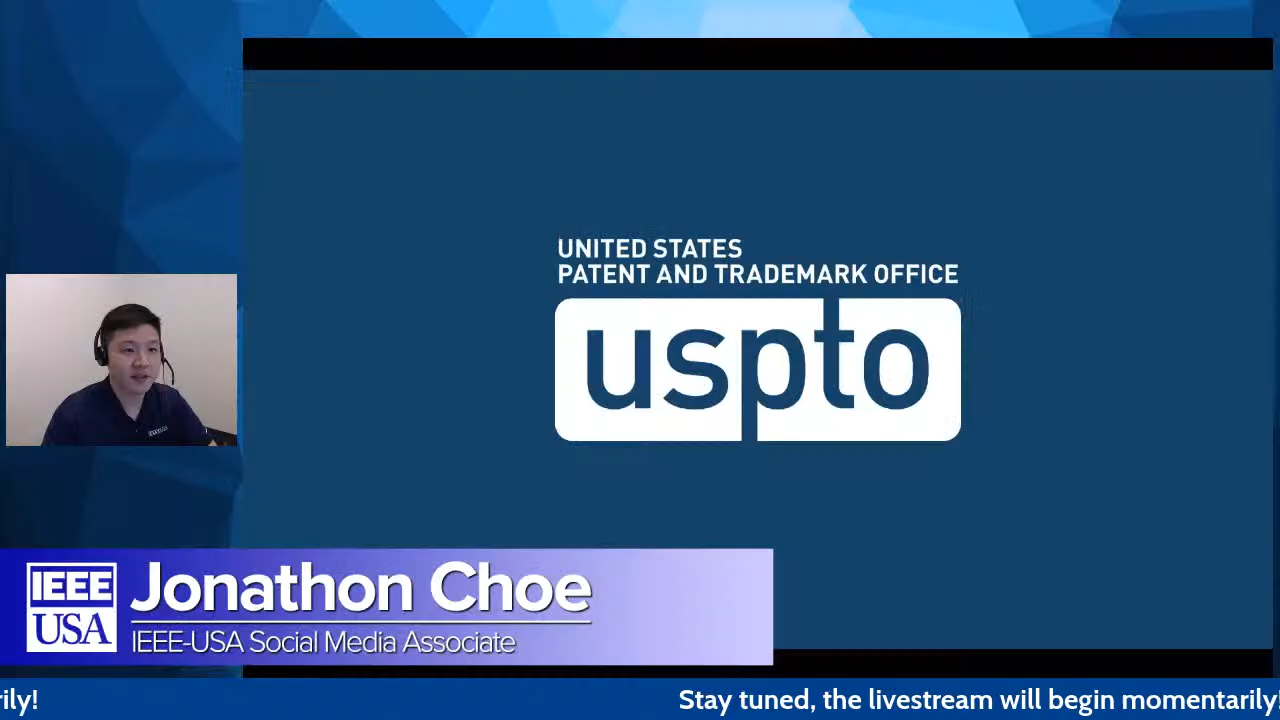 UNITED STATES
PATENT AND TRADEMARK OFFICE
uspto
IEEE
USA
Jonathon Choe
IEEE-USA Social Media Associate
rily!
Stay tuned, the livestream will begin momentarily!